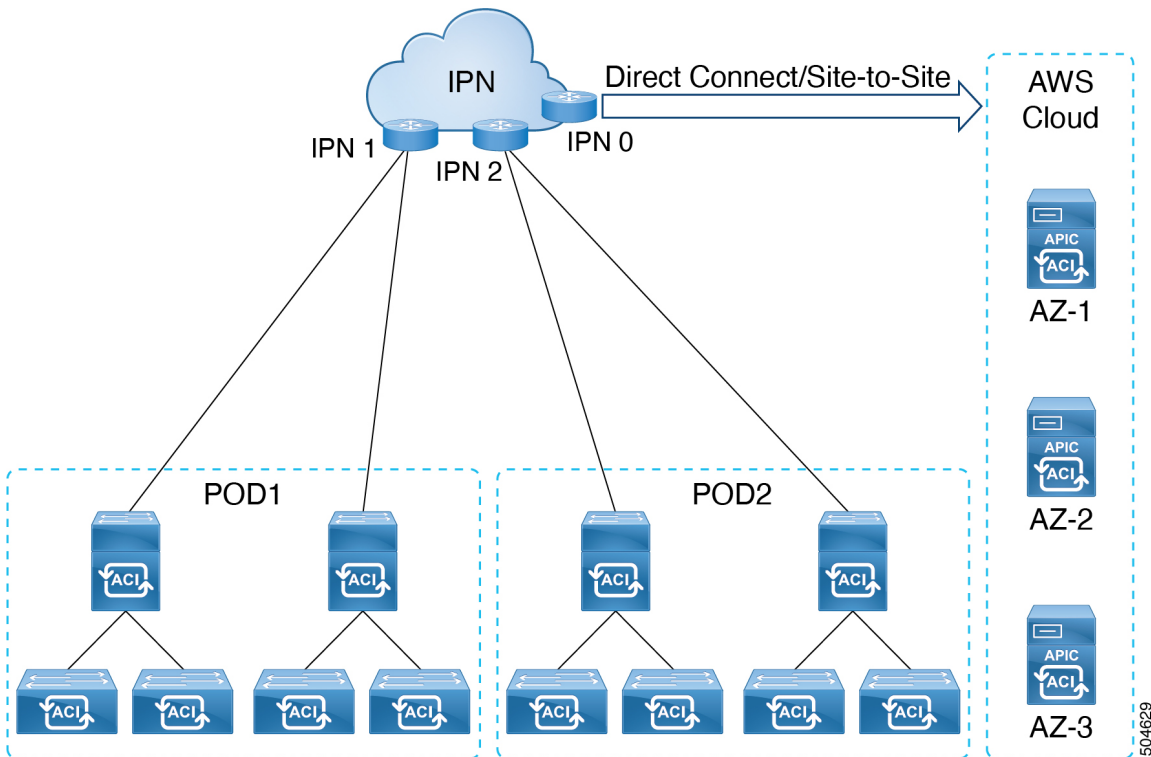 IPN
Direct Connect/Site-to-Site
AWS
Cloud
IPN 1
IPN 2
IPN 0
APIC
ACI
AZ-1
APIC
ACI
AZ-2
APIC
ACI
AZ-3
POD1
POD2
ACI
ACI
ACI
ACI
ACI
ACI
ACI
ACI
ACI
ACI
ACI
ACI
504629